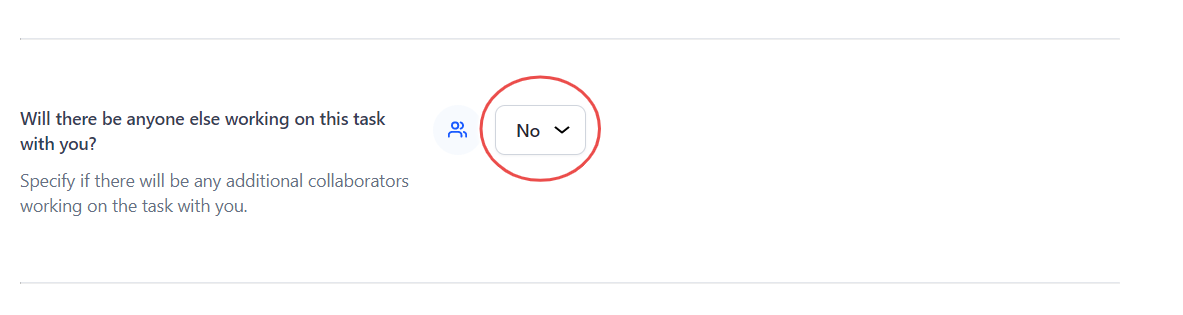 Will there be anyone else working on this task
with you?
No
Specify if there will be any additional collaborators
working on the task with you.